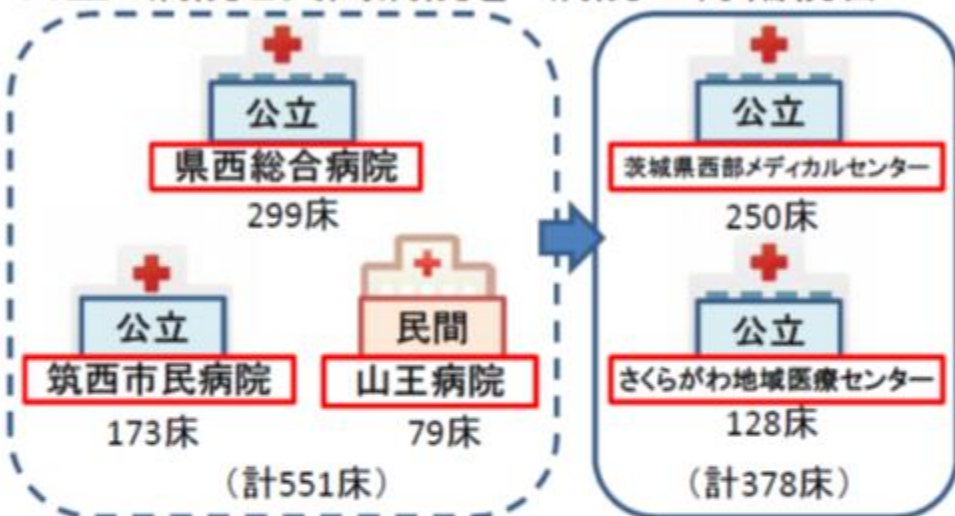 公立
県西総合病院
299床
公立
筑西市民病院
173床
民間
山王病院
79床
（計551床）
公立
茨城県西部メディカルセンター
250床
公立
さくらがわ地域医療センター
128床
（計378床）